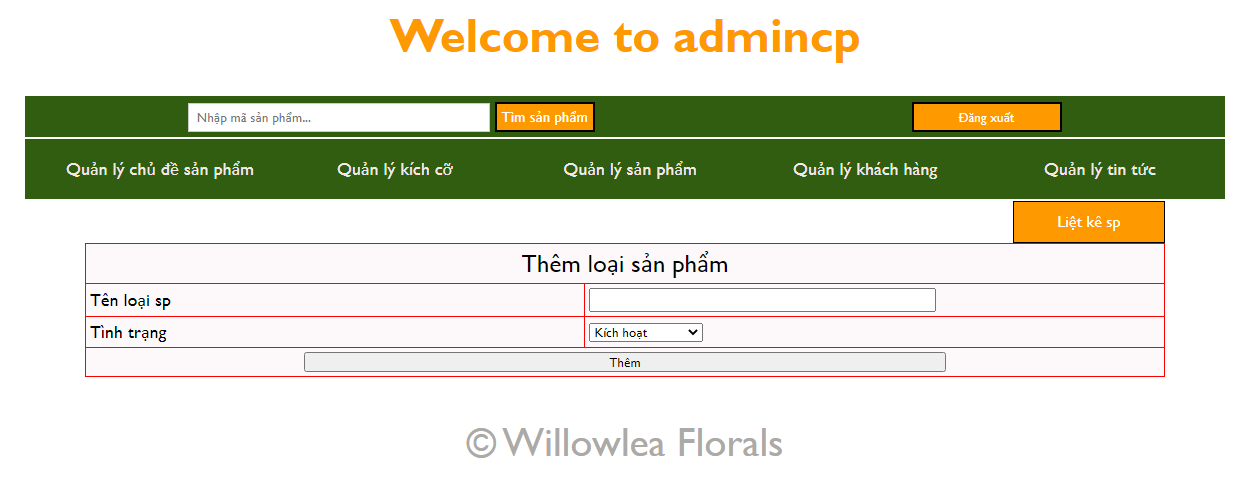 Welcome to admincp
Nhập mã sản phẩm... Tìm sản phẩm Đăng xuất
Quản lý chủ đề sản phẩm Quản lý kích cỡ Quản lý sản phẩm Quản lý khách hàng Quản lý tin tức
Liệt kê sp
Thêm loại sản phẩm
Tên loại sp
Tình trạng Kích hoạt
Thêm
© Willowlea Florals